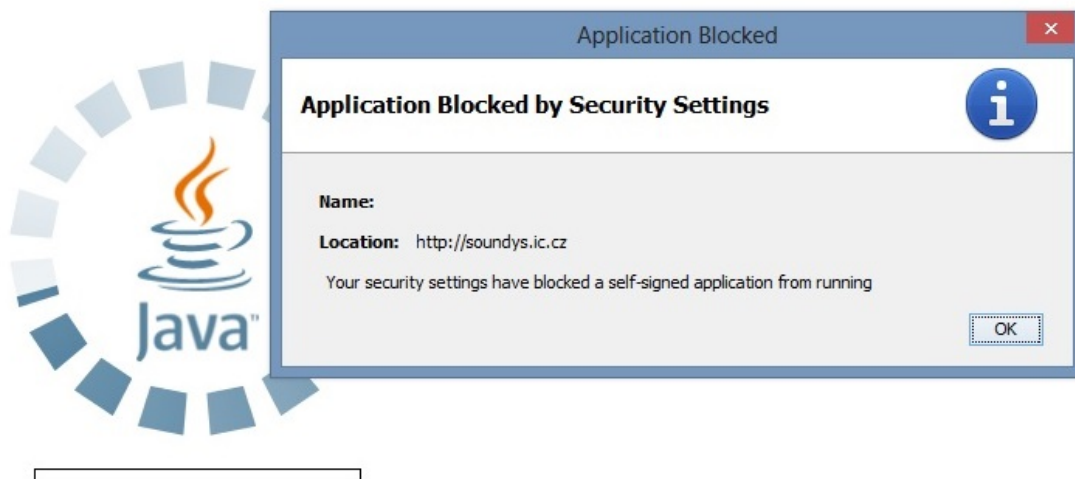 Application Blocked
Application Blocked by Security Settings
Name:
Location: http://soundys.ic.cz
Your security settings have blocked a self-signed application from running
OK
Java™